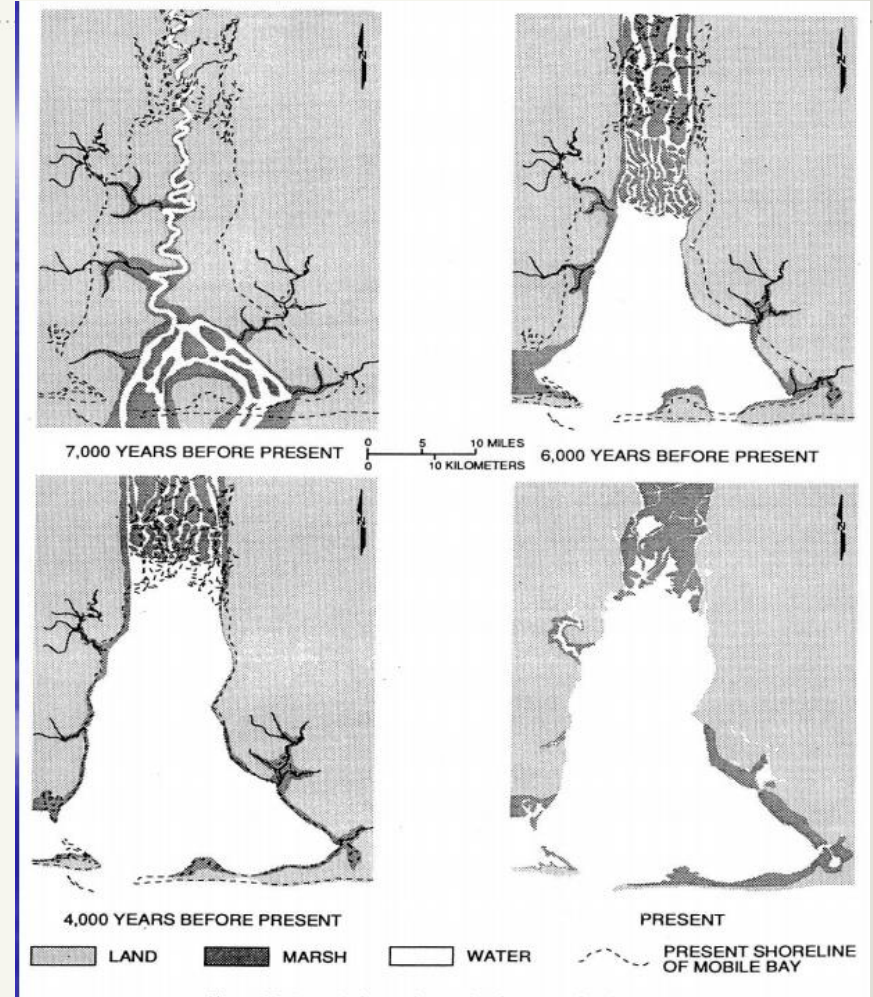 N
N
7,000 YEARS BEFORE PRESENT
0 5 10 MILES
0 10 KILOMETERS
6,000 YEARS BEFORE PRESENT
N
N
4,000 YEARS BEFORE PRESENT
PRESENT
LAND
MARSH
WATER
PRESENT SHORELINE
OF MOBILE BAY